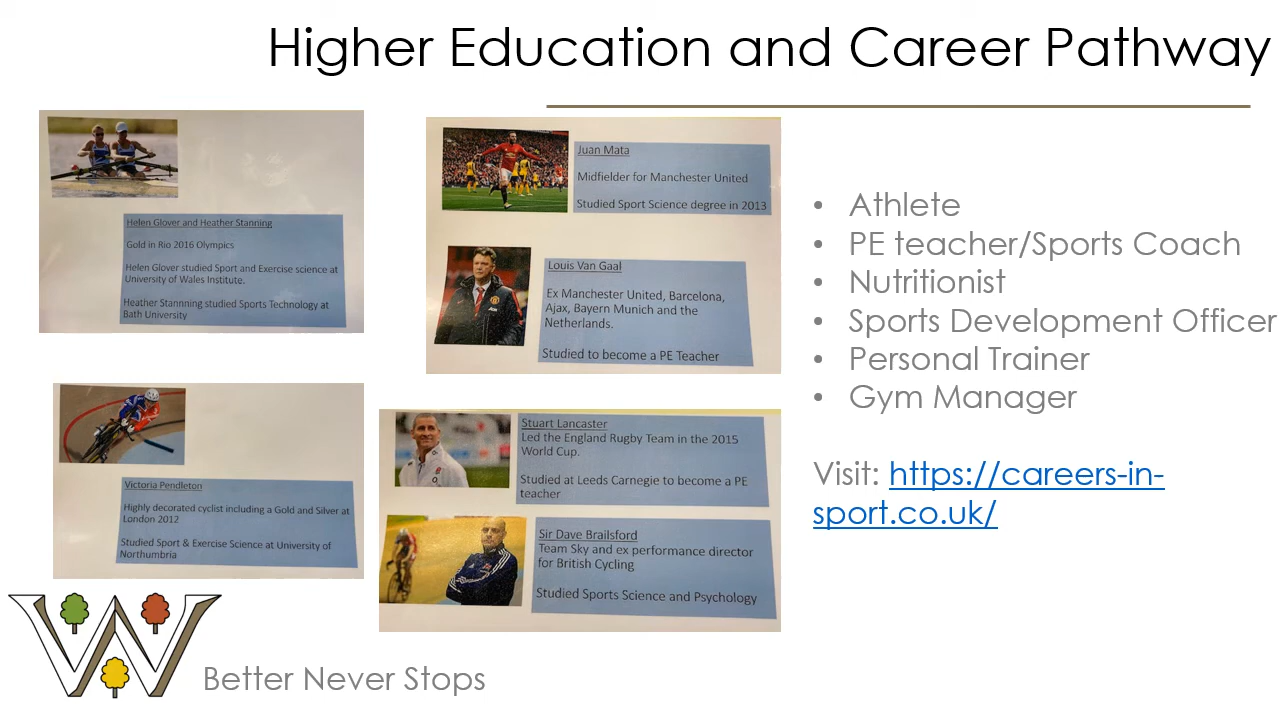 Higher Education and Career Pathway
Helen Glover and Heather Stanning
Gold in Rio 2016 Olympics
Helen Glover studied Sport and Exercise science at
University of Wales Institute.
Heather Stannning studied Sports Technology at
Bath University
Juan Mata
Midfielder for Manchester United
Studied Sport Science degree in 2013
Louis Van Gaal
Ex Manchester United, Barcelona,
Ajax, Bayern Munich and the
Netherlands.
Studied to become a PE Teacher
Victoria Pendleton
Highly decorated cyclist including a Gold and Silver at
London 2012
Studied Sport & Exercise Science at University of
Northumbria
Stuart Lancaster
Led the England Rugby Team in the 2015
World Cup.
Studied at Leeds Carnegie to become a PE
teacher
Sir Dave Brailsford
Team Sky and ex performance director
for British Cycling
Studied Sports Science and Psychology
• Athlete
• PE teacher/Sports Coach
• Nutritionist
• Sports Development Officer
• Personal Trainer
• Gym Manager
Visit: https://careers-in-
sport.co.uk/
W
Better Never Stops